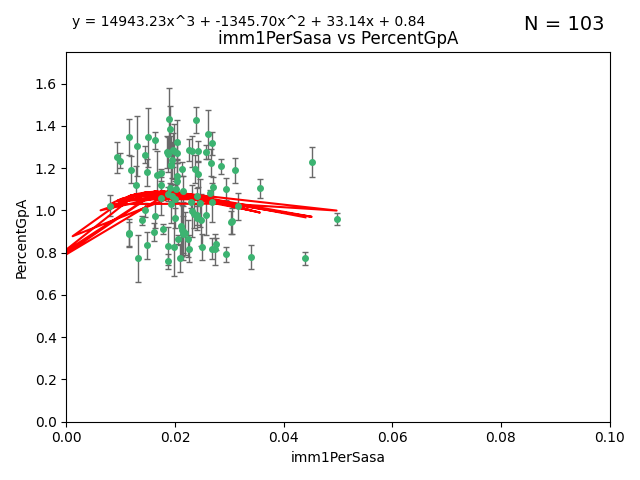 y = 14943.23x^3 + -1345.70x^2 + 33.14x + 0.84
N = 103
imm1PerSasa vs PercentGpA
PercentGpA
1.6
1.4
1.2
1.0
0.8
0.6
0.4
0.2
0.0
0.00 0.02 0.04 0.06 0.08 0.10
imm1PerSasa